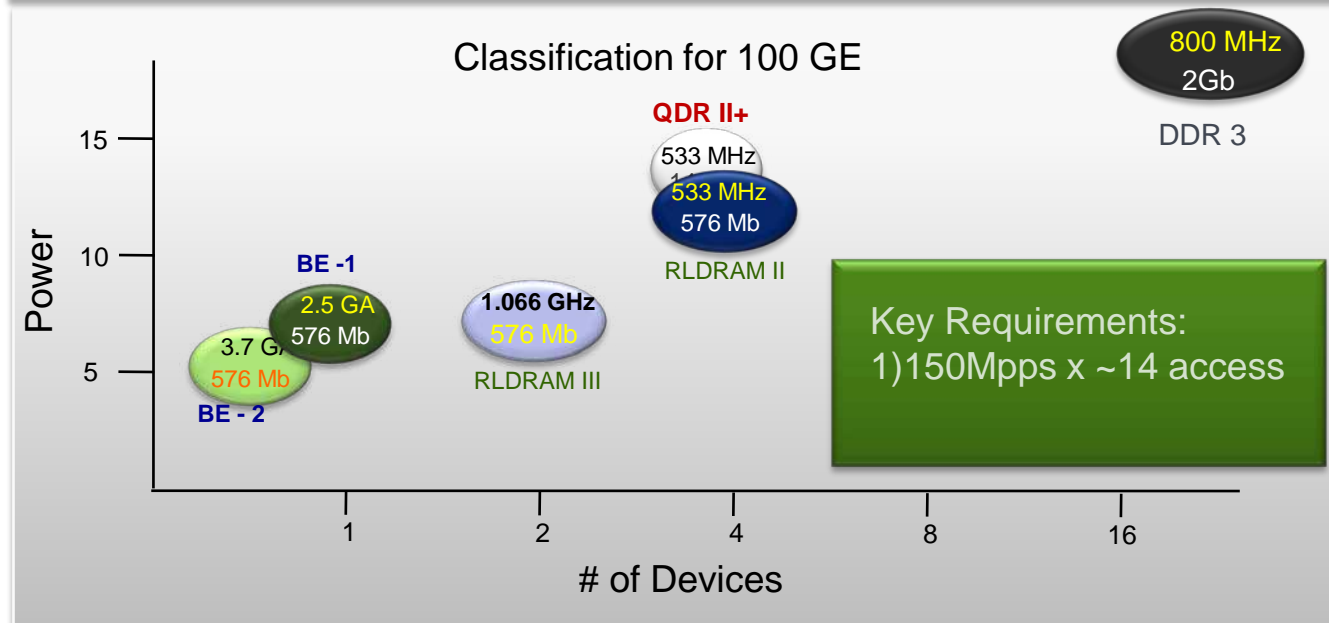 Classification for 100 GE
800 MHz
2Gb
DDR 3
QDR II+
533 MHz
533 MHz
576 Mb
RLDRAM II
15
10
5
Power
BE -1
2.5 GA
576 Mb
3.7
576 Mb
BE - 2
1.066 GHz
576 Mb
RLDRAM III
Key Requirements:
1)150Mpps x ~14 access
1
2
4
8
16
# of Devices